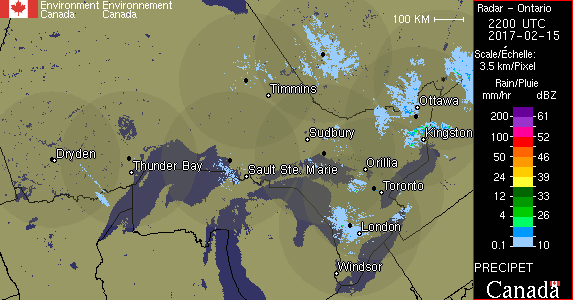 Environment Environnement
Canada Canada
100 KM
Timmins
Ottawa
Sudbury
Kingston
Dryden
Thunder Bay
Sault Ste. Marie
Orillia
Toronto
London
Windsor
Radar - Ontario
2200 UTC
2017-02-15
Scale/Échelle:
3.5 km/Pixel
Rain/Pluie
mm/hr dBZ
200 61
100 52
50 46
24 39
12 33
4 26
0.1 10
PRECIPET
Canada